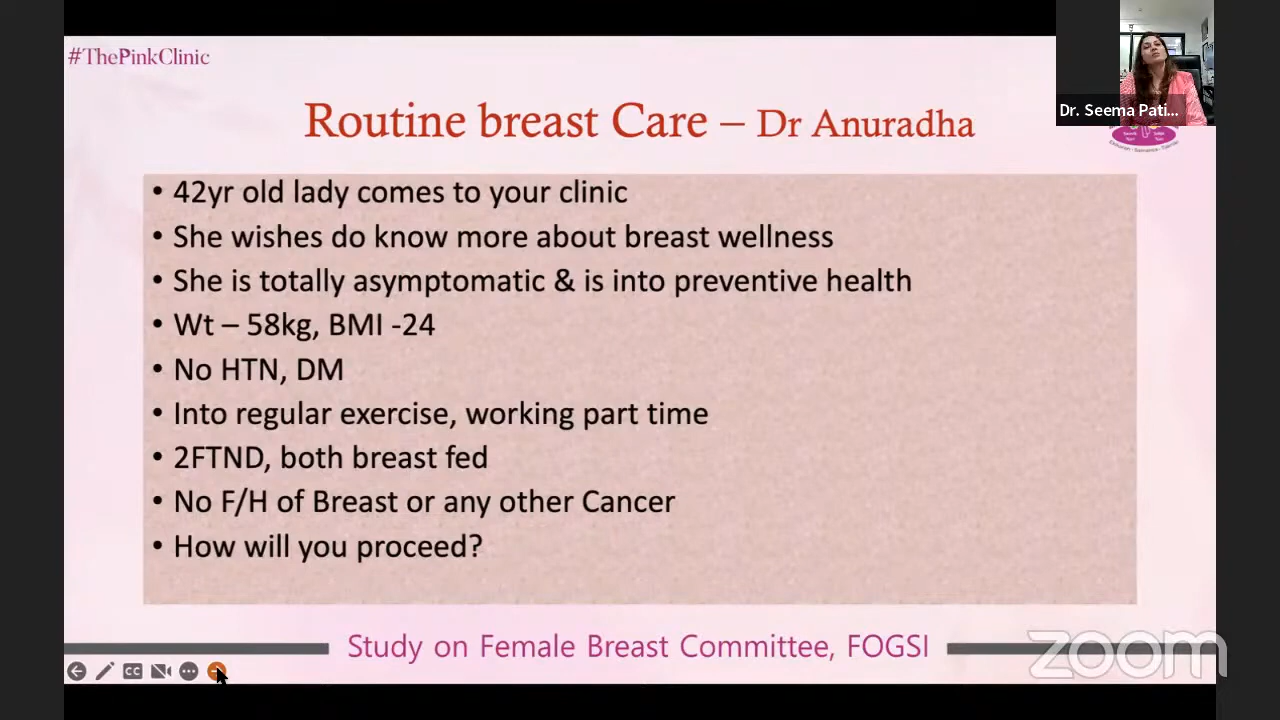 #ThePinkClinic
Dr. Seema Pati...
Routine breast Care – Dr Anuradha
• 42yr old lady comes to your clinic
• She wishes do know more about breast wellness
• She is totally asymptomatic & is into preventive health
• Wt – 58kg, BMI -24
• No HTN, DM
• Into regular exercise, working part time
• 2FTND, both breast fed
• No F/H of Breast or any other Cancer
• How will you proceed?
Study on Female Breast Committee, FOGSI
CC
zoom